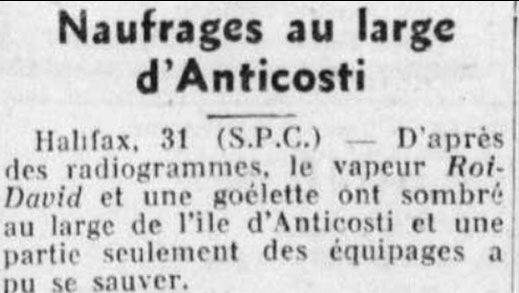 Naufrages au large
d'Anticosti
Halifax, 31 (S.P.C.) — D'après
des radiogrammes, le vapeur Roi-
David et une goélette ont sombré
au large de l'ile d'Anticosti et une
partie seulement des équipages a
pu se sauver.